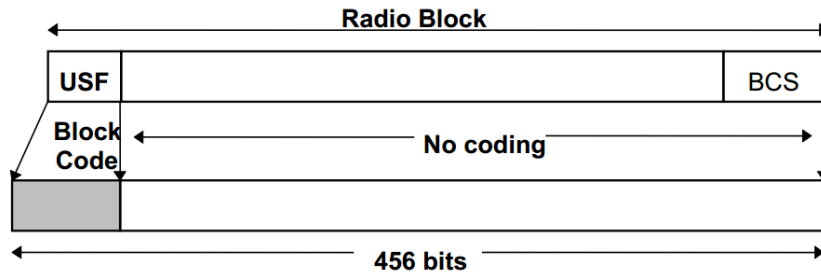 Radio Block
USF
BCS
Block
Code
No coding
456 bits